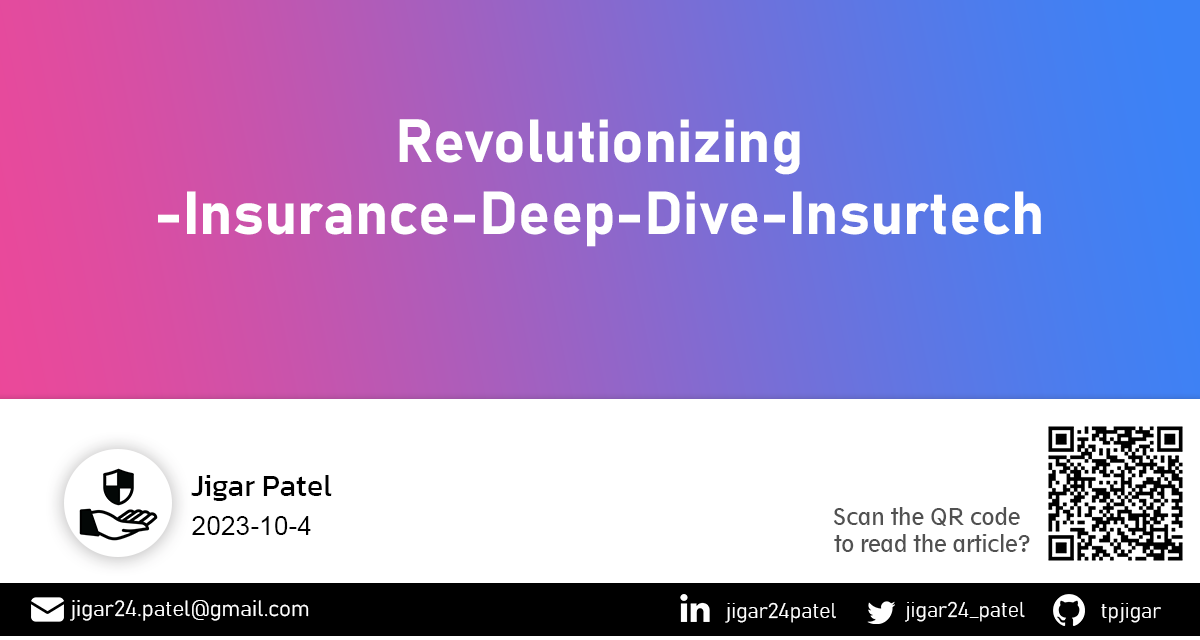 Revolutionizing
-Insurance-Deep-Dive-Insurtech
Jigar Patel
2023-10-4
Scan the QR code
to read the article?
jigar24.patel@gmail.com
in jigar24patel
jigar24_patel
tpjigar